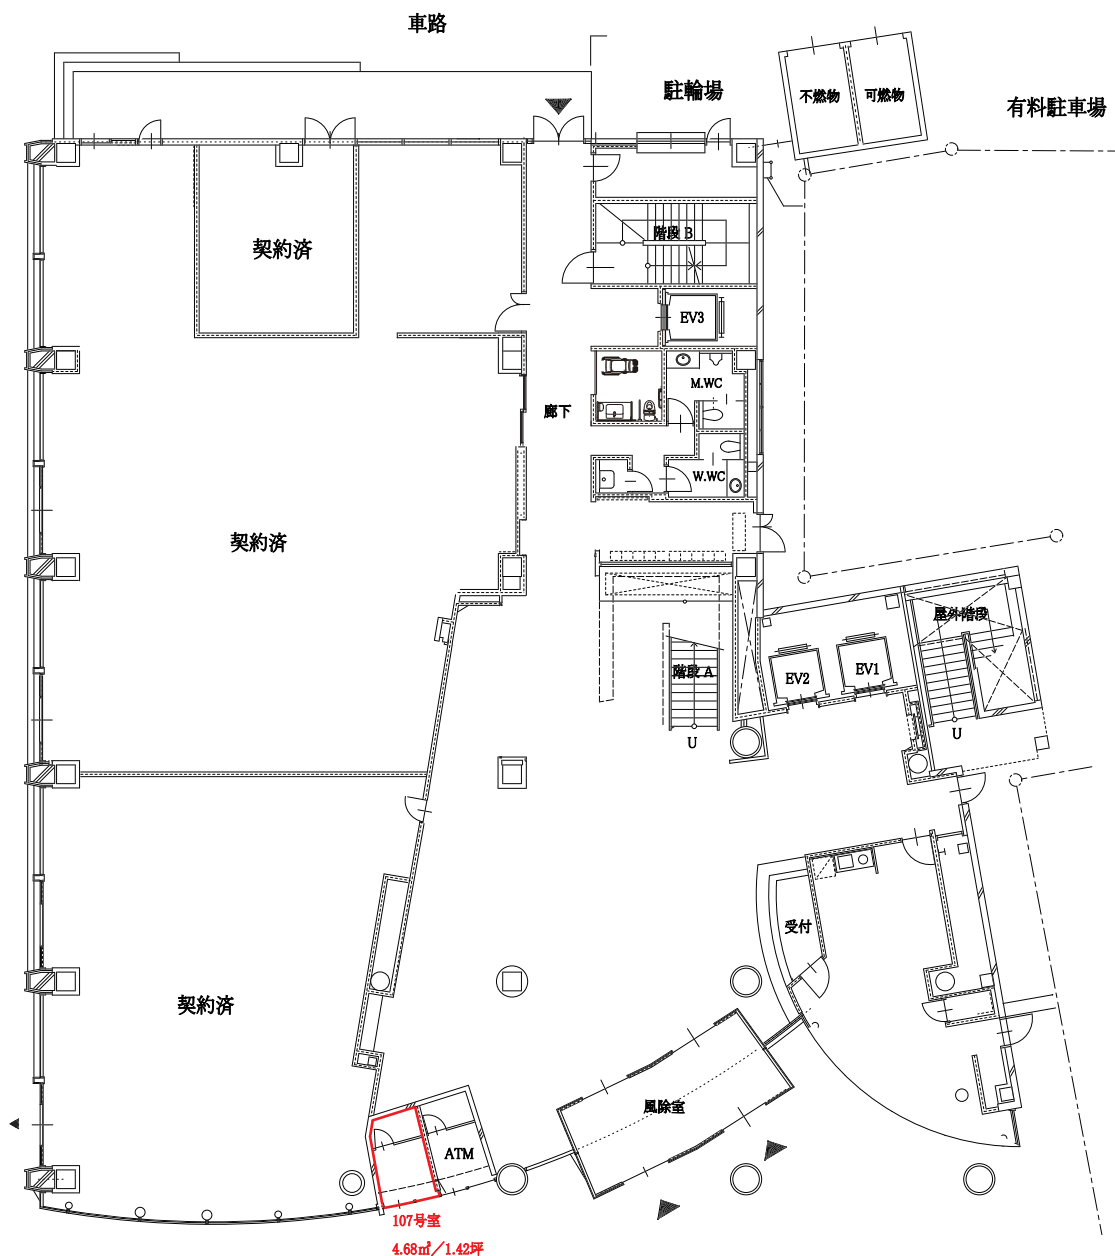 車路
駐輪場
不燃物
可燃物
有料駐車場
契約済
階段 B
EV3
M.WC
廊下
W.WC
契約済
屋外階段
階段 A
EV2
EV1
U
U
受付
契約済
風除室
ATM
107号室
4.68㎡／1.42坪